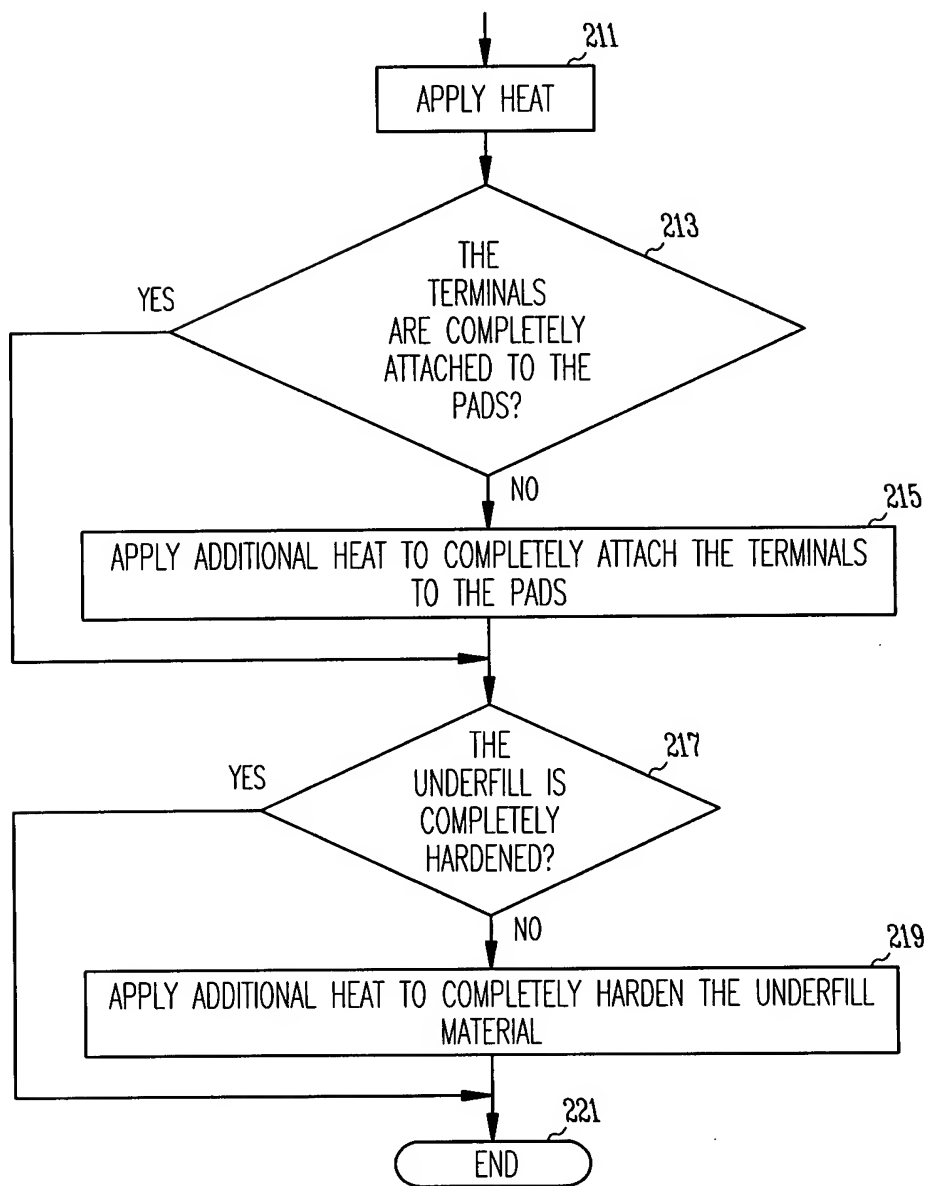 211
APPLY HEAT
213
THE
TERMINALS
ARE COMPLETELY
ATTACHED TO THE
PADS?
YES
NO
215
APPLY ADDITIONAL HEAT TO COMPLETELY ATTACH THE TERMINALS
TO THE PADS
217
THE
UNDERFILL IS
COMPLETELY
HARDENED?
YES
NO
219
APPLY ADDITIONAL HEAT TO COMPLETELY HARDEN THE UNDERFILL
MATERIAL
221
END